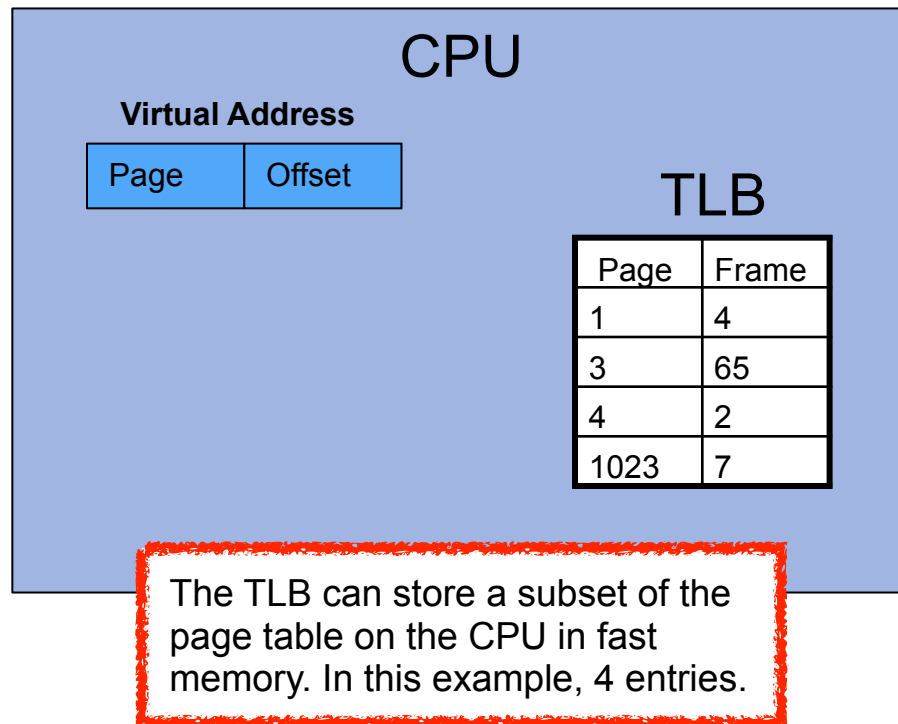 CPU
Virtual Address
Page Offset
TLB
Page Frame
1 4
3 65
4 2
1023 7
The TLB can store a subset of the
page table on the CPU in fast
memory. In this example, 4 entries.